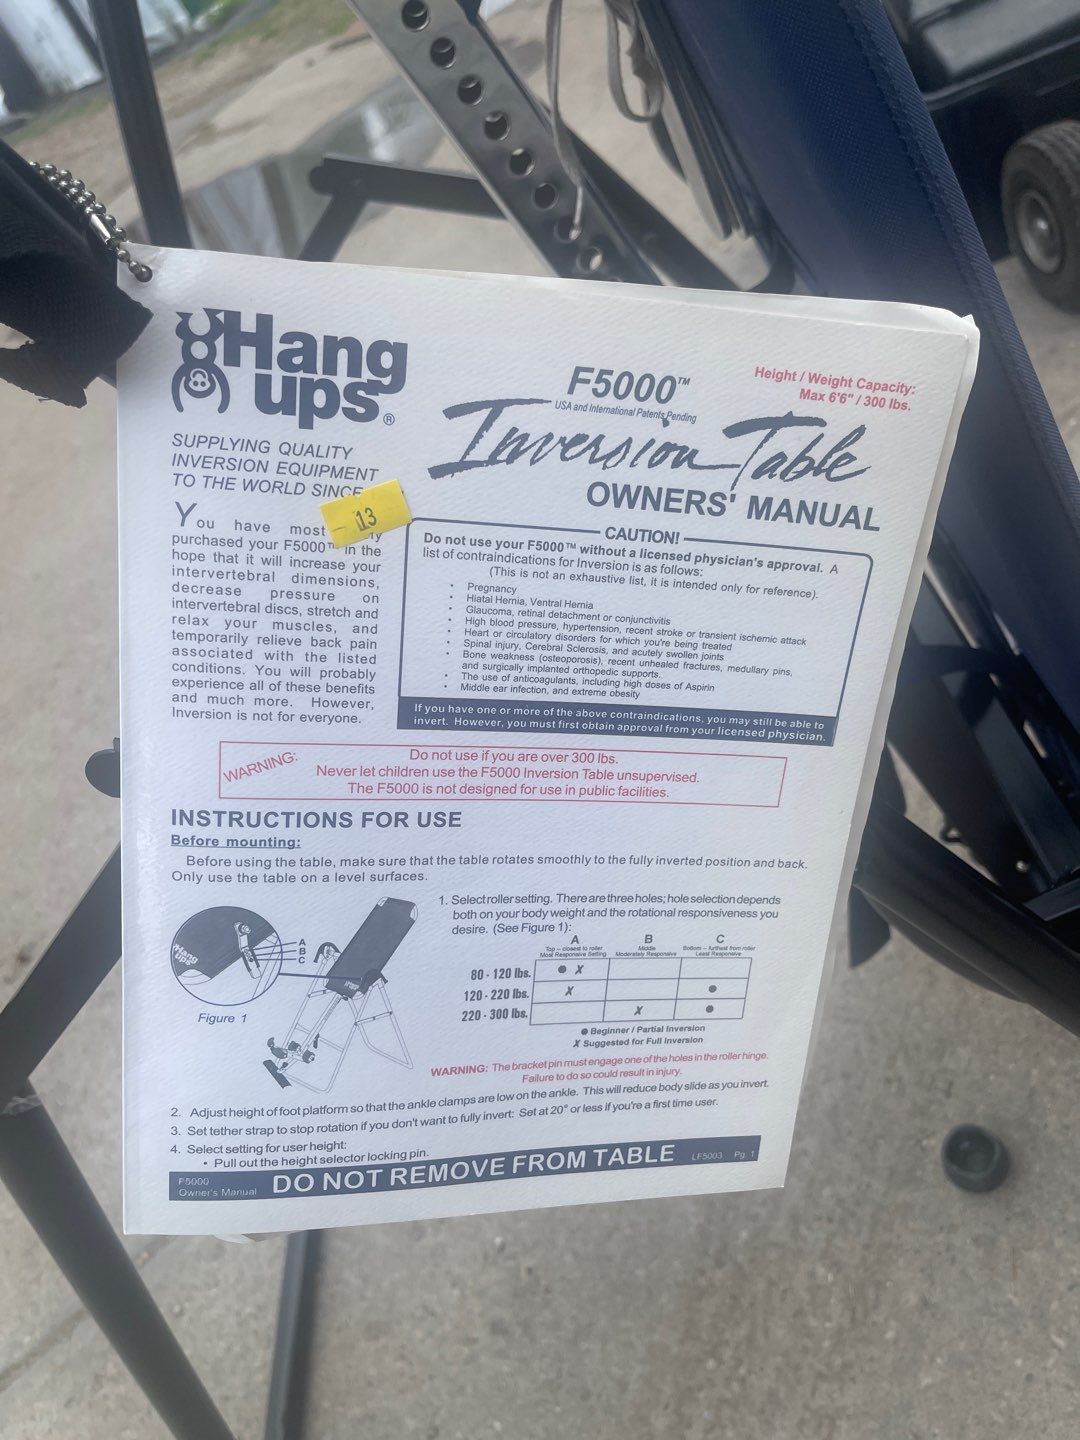 Hang
ups®
SUPPLYING QUALITY
INVERSION EQUIPMENT
TO THE WORLD SINCE
13
F5000™
USA and International Patents Pending
Height / Weight Capacity:
Max 6'6" / 300 lbs.
Inversion Table
OWNERS' MANUAL
You have most
purchased your F5000™ in the
hope that it will increase your
intervertebral dimensions,
decrease pressure on
intervertebral discs, stretch and
relax your muscles, and
temporarily relieve back pain
associated with the listed
conditions. You will probably
experience all of these benefits
and much more. However,
Inversion is not for everyone.
CAUTION!
Do not use your F5000™ without a licensed physician's approval. A
list of contraindications for Inversion is as follows:
(This is not an exhaustive list, it is intended only for reference).
• Pregnancy
• Hiatal Hernia, Ventral Hernia
• Glaucoma, retinal detachment or conjunctivitis
• High blood pressure, hypertension, recent stroke or transient ischemic attack
• Heart or circulatory disorders for which you're being treated
• Spinal injury, Cerebral Sclerosis, and acutely swollen joints
• Bone weakness (osteoporosis), recent unhealed fractures, medullary pins,
and surgically implanted orthopedic supports.
• The use of anticoagulants, including high doses of Aspirin
• Middle ear infection, and extreme obesity
If you have one or more of the above contraindications, you may still be able to
invert. However, you must first obtain approval from your licensed physician.
WARNING:
Do not use if you are over 300 lbs.
Never let children use the F5000 Inversion Table unsupervised.
The F5000 is not designed for use in public facilities.
INSTRUCTIONS FOR USE
Before mounting:
Before using the table, make sure that the table rotates smoothly to the fully inverted position and back.
Only use the table on a level surfaces.
Hang
ups
A
B
C
Figure 1
1. Select roller setting. There are three holes; hole selection depends
both on your body weight and the rotational responsiveness you
desire. (See Figure 1):
A B C
Top – closest to roller Middle Bottom – furthest from roller
Most Responsive Setting Moderately Responsive Least Responsive
80 - 120 lbs. ● X
120 - 220 lbs. X ●
220 - 300 lbs. X ●
● Beginner / Partial Inversion
X Suggested for Full Inversion
WARNING: The bracket pin must engage one of the holes in the roller hinge.
Failure to do so could result in injury.
2. Adjust height of foot platform so that the ankle clamps are low on the ankle. This will reduce body slide as you invert.
3. Set tether strap to stop rotation if you don't want to fully invert: Set at 20° or less if you're a first time user.
4. Select setting for user height:
• Pull out the height selector locking pin.
F5000
Owner's Manual
DO NOT REMOVE FROM TABLE
LF5003 Pg 1